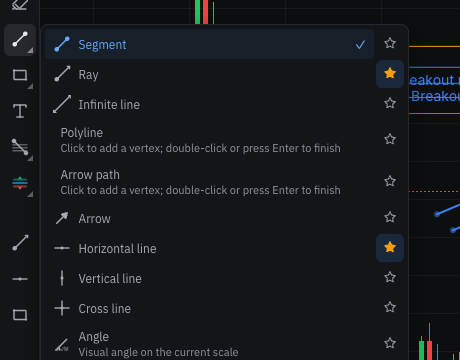 Segment
Ray
Infinite line
Polyline
Click to add a vertex; double-click or press Enter to finish
Arrow path
Click to add a vertex; double-click or press Enter to finish
Arrow
Horizontal line
Vertical line
Cross line
Angle
Visual angle on the current scale
eakout
Breakou